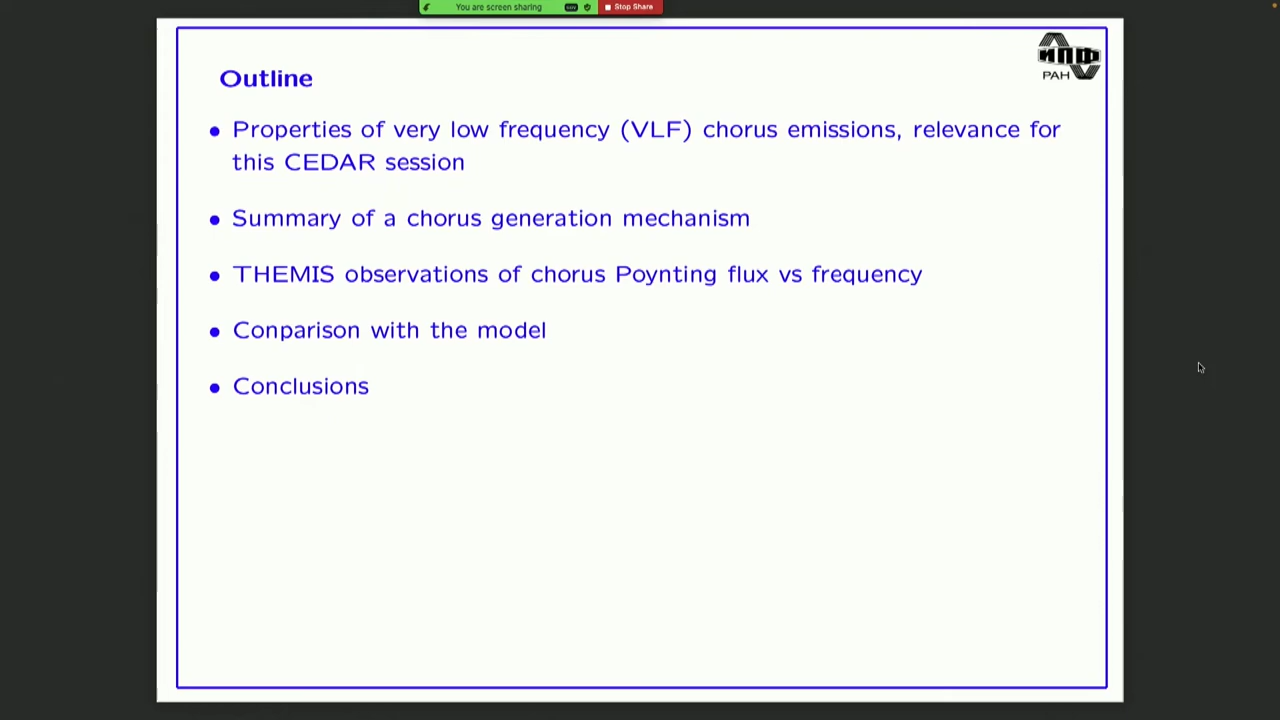 You are screen sharing
Stop Share
ИПФ
РАН
Outline
• Properties of very low frequency (VLF) chorus emissions, relevance for
this CEDAR session
• Summary of a chorus generation mechanism
• THEMIS observations of chorus Poynting flux vs frequency
• Conparison with the model
• Conclusions